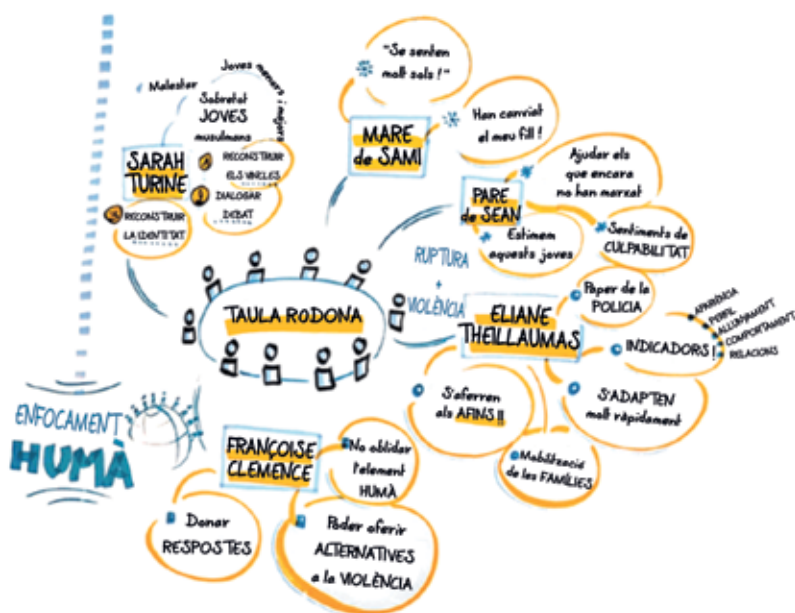 Malestar
Joves menors i majors
Sobretot
JOVES
musulmans
SARAH
TURINE
RECONSTRUIR
ELS VINCLES
DIALOGAR
DEBAT
RECONSTRUIR
LA IDENTITAT
"Se senten
molt sols!"
MARE
de SAMI
Han canviat
el meu fill!
PARE
de SEAN
Ajudar els
que encara
no han marxat
Sentiments de
CULPABILITAT
Estimem
aquests joves
RUPTURA
+
VIOLÈNCIA
TAULA RODONA
ELIANE
THEILLAUMAS
Paper de la
POLICIA
INDICADORS!
APARIÈNCIA
PERFIL
ALLUNYAMENT
COMPORTAMENT
RELACIONS
S'ADAPTEN
molt ràpidament
Mobilització
de les FAMÍLIES
S'aferren
als AFINS!!
ENFOCAMENT
HUMÀ
FRANÇOISE
CLEMENCE
No oblidar
l'element
HUMÀ
Donar
RESPOSTES
Poder oferir
ALTERNATIVES
a la VIOLÈNCIA